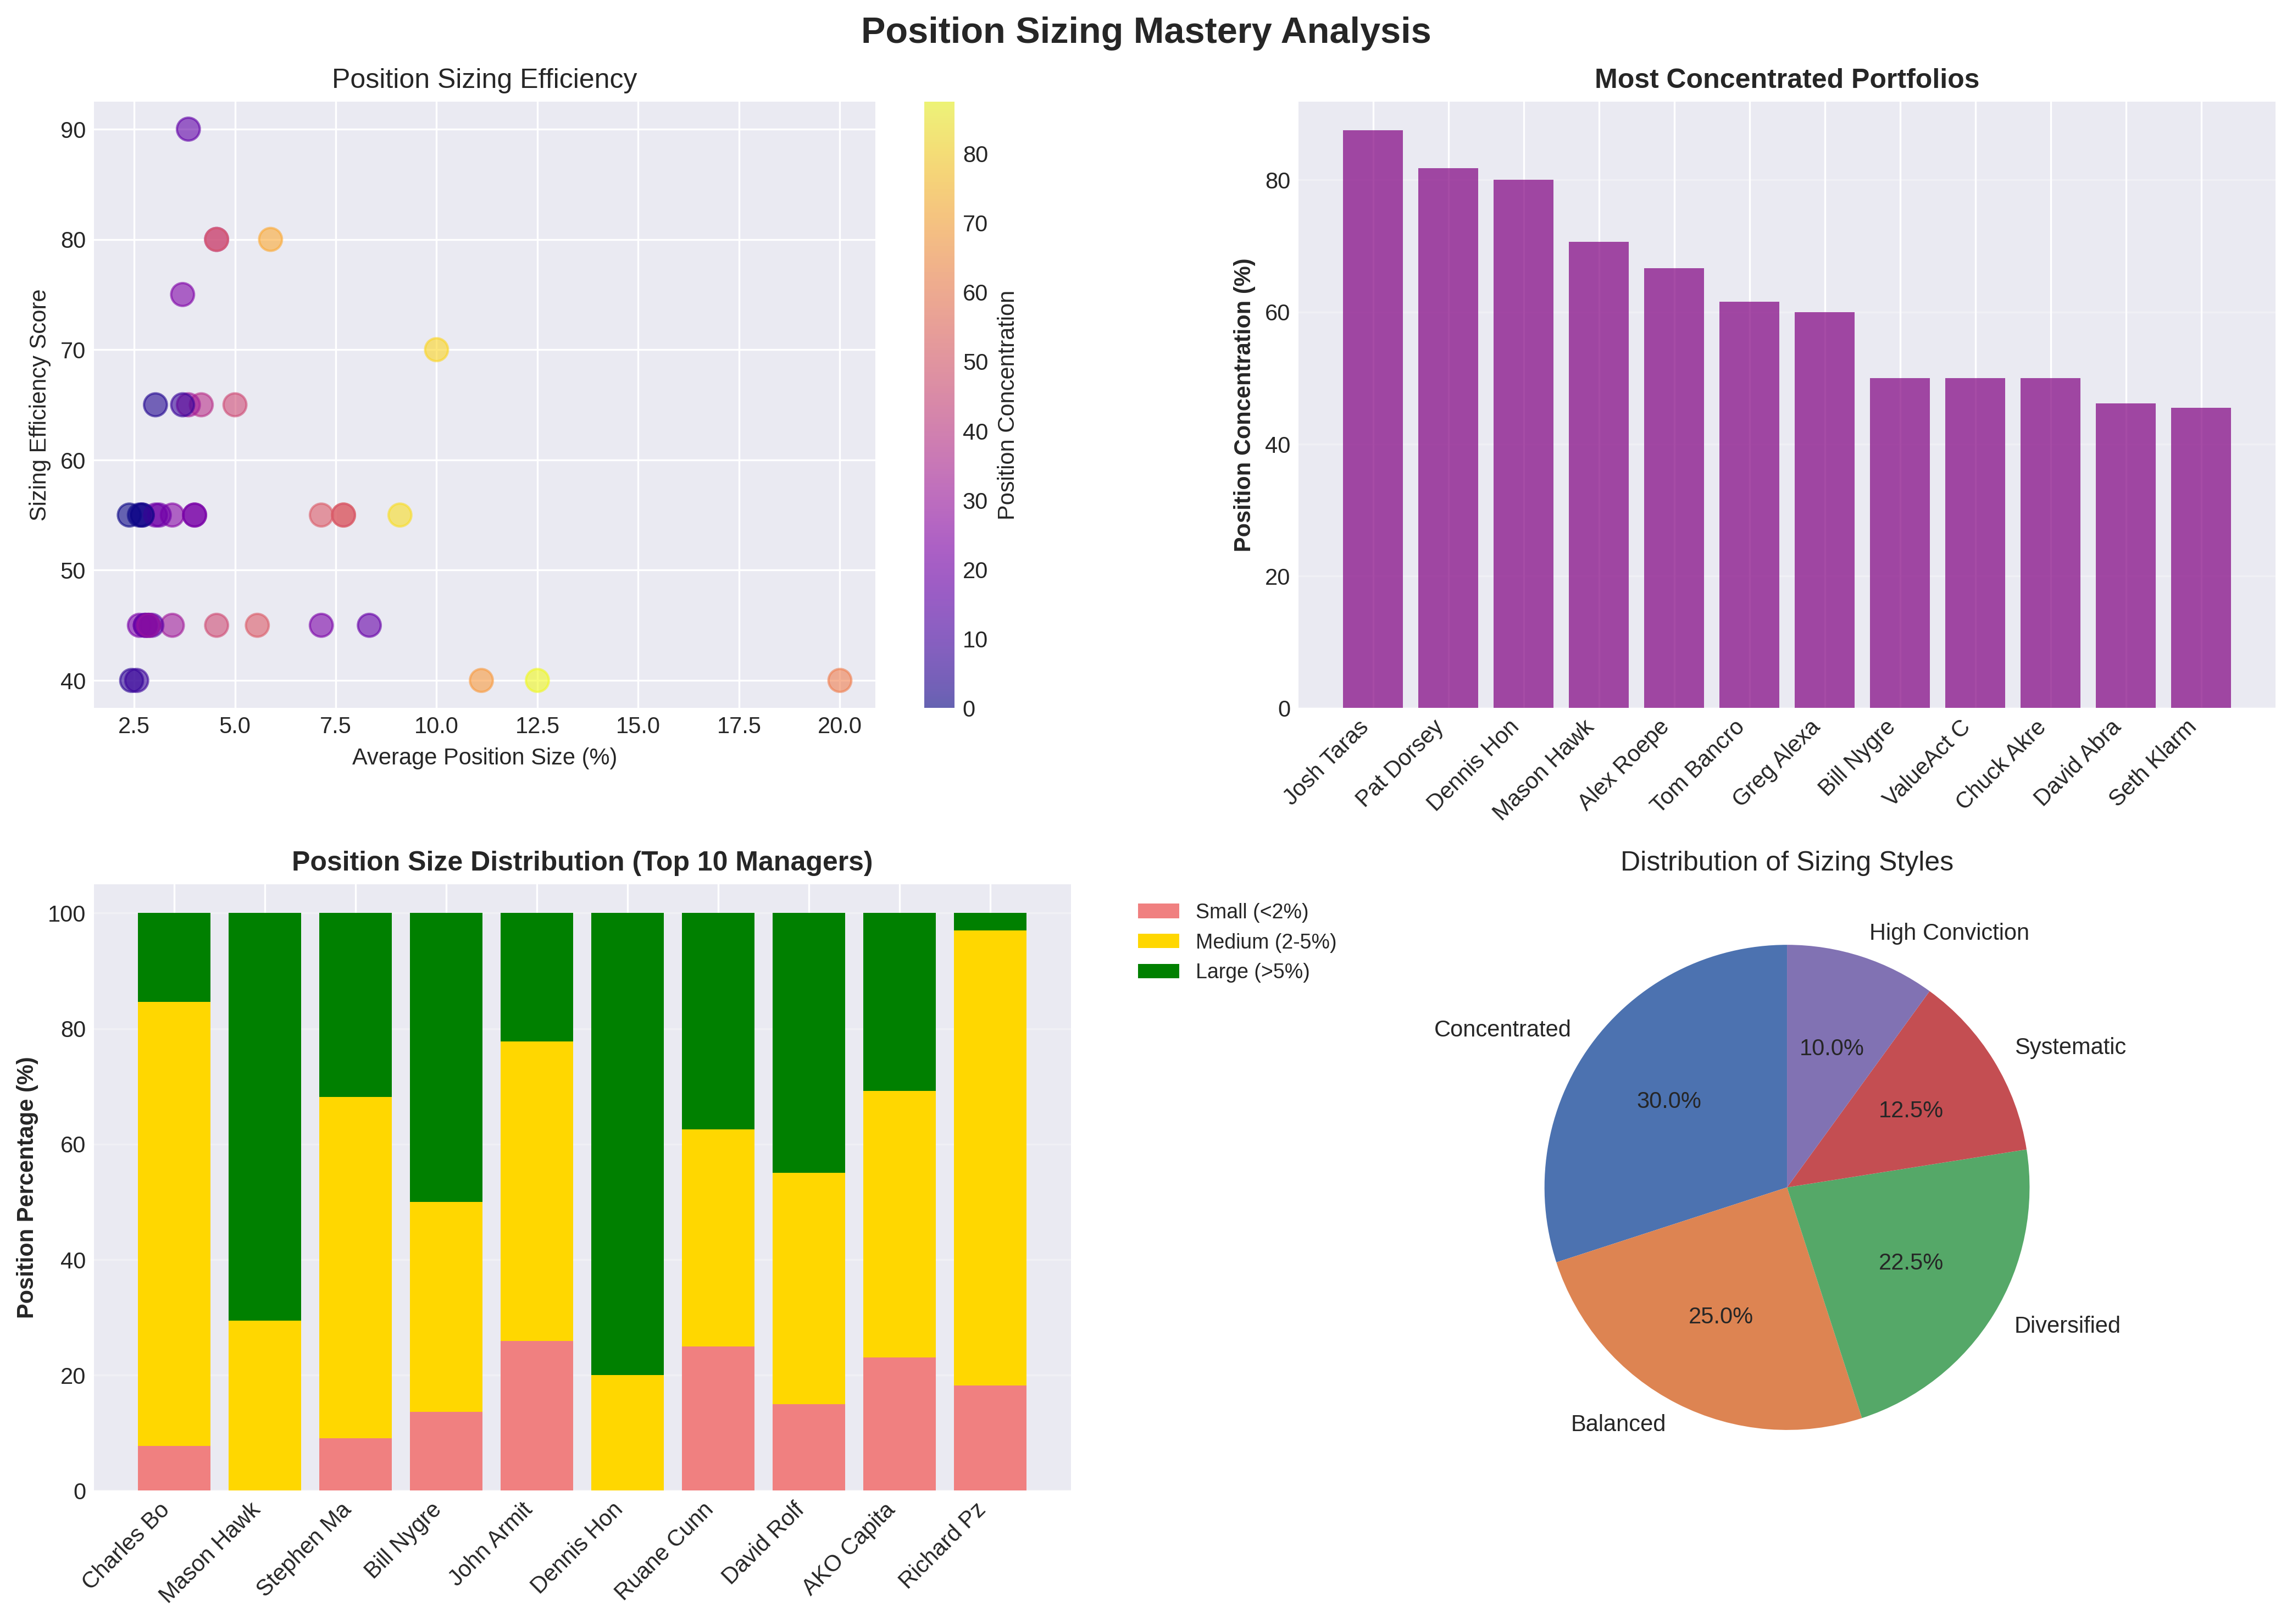 Position Sizing Mastery Analysis
Position Sizing Efficiency
90
80
70
60
50
40
Sizing Efficiency Score
2.5 5.0 7.5 10.0 12.5 15.0 17.5 20.0
Average Position Size (%)
80
70
60
50
40
30
20
10
0
Position Concentration
Most Concentrated Portfolios
80
60
40
20
0
Position Concentration (%)
Josh Taras
Pat Dorsey
Dennis Hon
Mason Hawk
Alex Roepe
Tom Bancro
Greg Alexa
Bill Nygre
ValueAct C
Chuck Akre
David Abra
Seth Klarm
Position Size Distribution (Top 10 Managers)
100
80
60
40
20
0
Position Percentage (%)
Charles Bo
Mason Hawk
Stephen Ma
Bill Nygre
John Armit
Dennis Hon
Ruane Cunn
David Rolf
AKO Capita
Richard Pz
Small (<2%)
Medium (2-5%)
Large (>5%)
Distribution of Sizing Styles
High Conviction
Concentrated
Systematic
10.0%
30.0%
12.5%
22.5%
25.0%
Diversified
Balanced